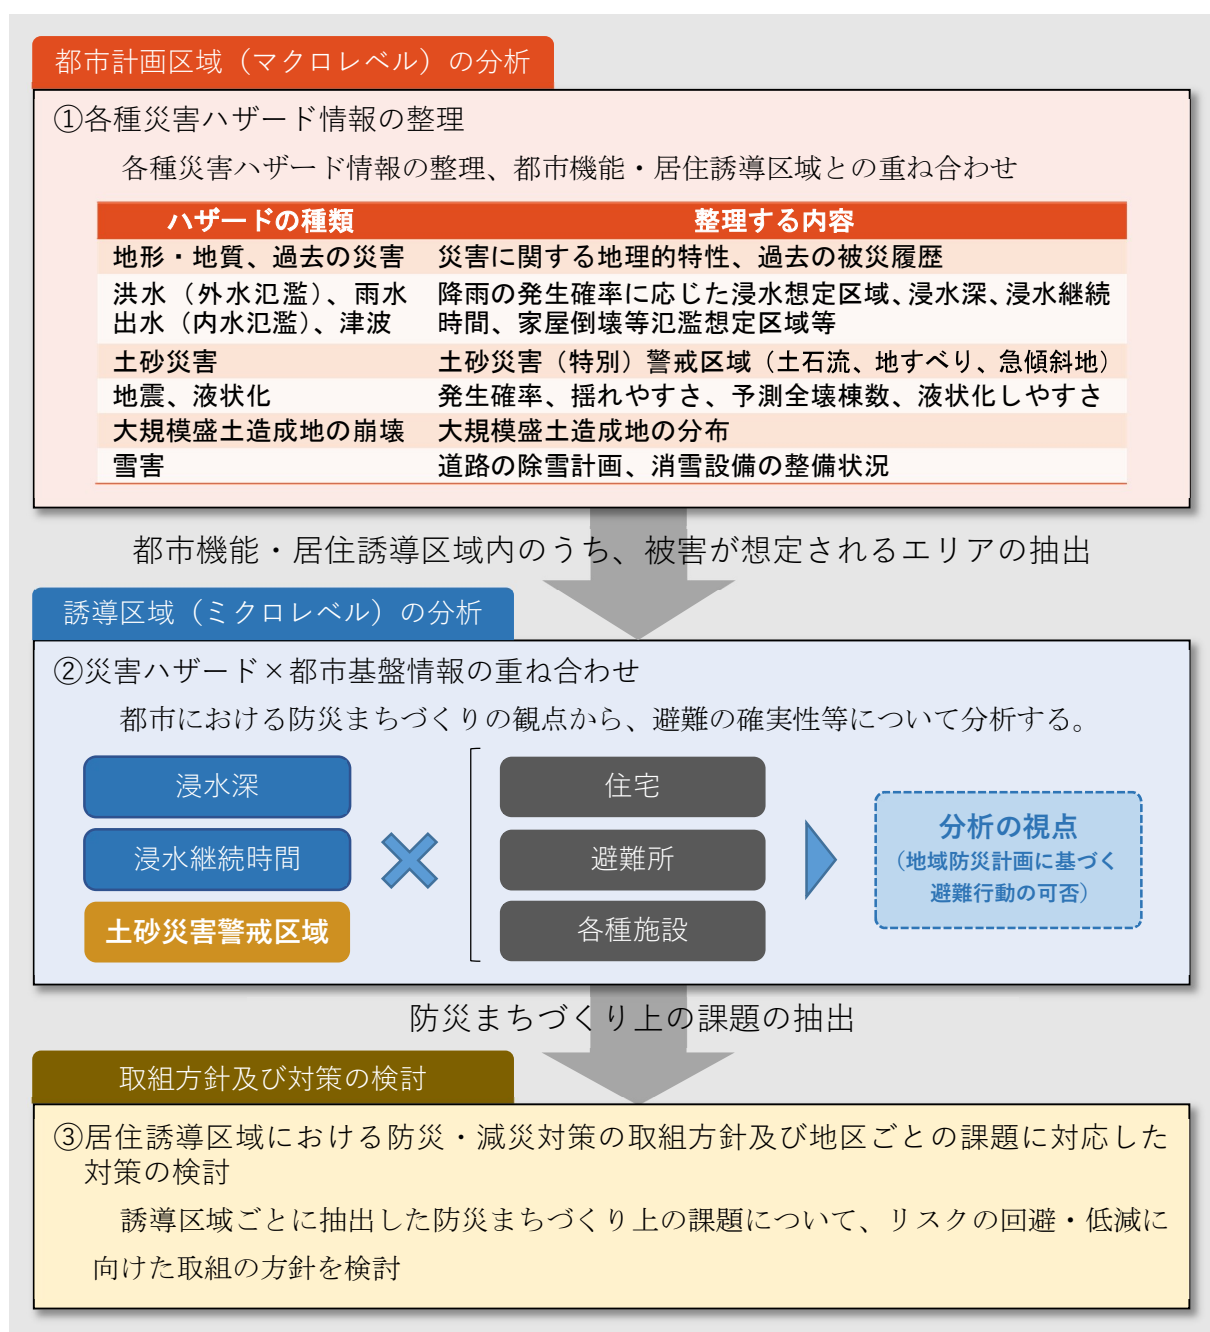 都市計画区域（マクロレベル）の分析
①各種災害ハザード情報の整理
各種災害ハザード情報の整理、都市機能・居住誘導区域との重ね合わせ
ハザードの種類 整理する内容
地形・地質、過去の災害 災害に関する地理的特性、過去の被災履歴
洪水（外水氾濫）、雨水 降雨の発生確率に応じた浸水想定区域、浸水深、浸水継続
出水（内水氾濫）、津波 時間、家屋倒壊等氾濫想定区域等
土砂災害 土砂災害（特別）警戒区域（土石流、地すべり、急傾斜地）
地震、液状化 発生確率、揺れやすさ、予測全壊棟数、液状化しやすさ
大規模盛土造成地の崩壊 大規模盛土造成地の分布
雪害 道路の除雪計画、消雪設備の整備状況
都市機能・居住誘導区域内のうち、被害が想定されるエリアの抽出
誘導区域（ミクロレベル）の分析
②災害ハザード×都市基盤情報の重ね合わせ
都市における防災まちづくりの観点から、避難の確実性等について分析する。
浸水深
浸水継続時間
土砂災害警戒区域
住宅
避難所
各種施設
分析の視点
（地域防災計画に基づく
避難行動の可否）
防災まちづくり上の課題の抽出
取組方針及び対策の検討
③居住誘導区域における防災・減災対策の取組方針及び地区ごとの課題に対応した
対策の検討
誘導区域ごとに抽出した防災まちづくり上の課題について、リスクの回避・低減に
向けた取組の方針を検討